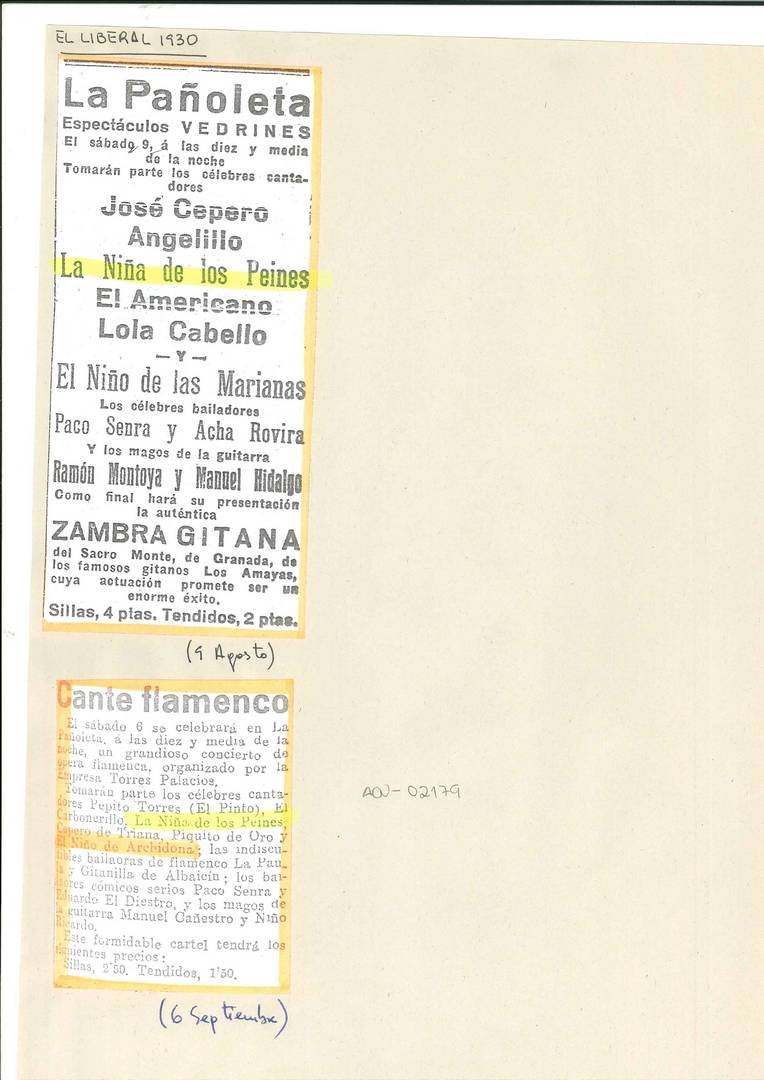 EL LIBERAL 1930
La Pañoleta
Espectáculos VEDRINES
El sábado 9, á las diez y media
de la noche
Tomarán parte los célebres canta-
dores
José Cepero
Angelillo
La Niña de los Peines
El Americano
Lola Cabello
— Y —
El Niño de las Marianas
Los célebres bailadores
Paco Senra y Acha Rovira
Y los magos de la guitarra
Ramón Montoya y Manuel Hidalgo
Como final hará su presentación
la auténtica
ZAMBRA GITANA
del Sacro Monte, de Granada, de
los famosos gitanos Los Amayas,
cuya actuación promete ser un
enorme éxito.
Sillas, 4 ptas. Tendidos, 2 ptas.
(9 Agosto)
Cante flamenco
El sábado 6 se celebrará en La
Pañoleta, á las diez y media de la
noche, un grandioso concierto de
ópera flamenca, organizado por la
Empresa Torres Palacios.
Tomarán parte los célebres canta-
dores Pepito Torres (El Pinto), El
Carbonerillo, La Niña de los Peines,
Cepero de Triana, Piquito de Oro y
El Niño de Archidona; las indiscu-
tibles bailaoras de flamenco La Pau-
la y Gitanilla de Albaicín; los bai-
lores cómicos serios Paco Senra y
Eduardo El Diestro, y los magos de
la guitarra Manuel Cañestro y Niño
Ricardo.
Este formidable cartel tendrá los
siguientes precios:
Sillas, 2'50. Tendidos, 1'50.
(6 Septiembre)
AOU-02179